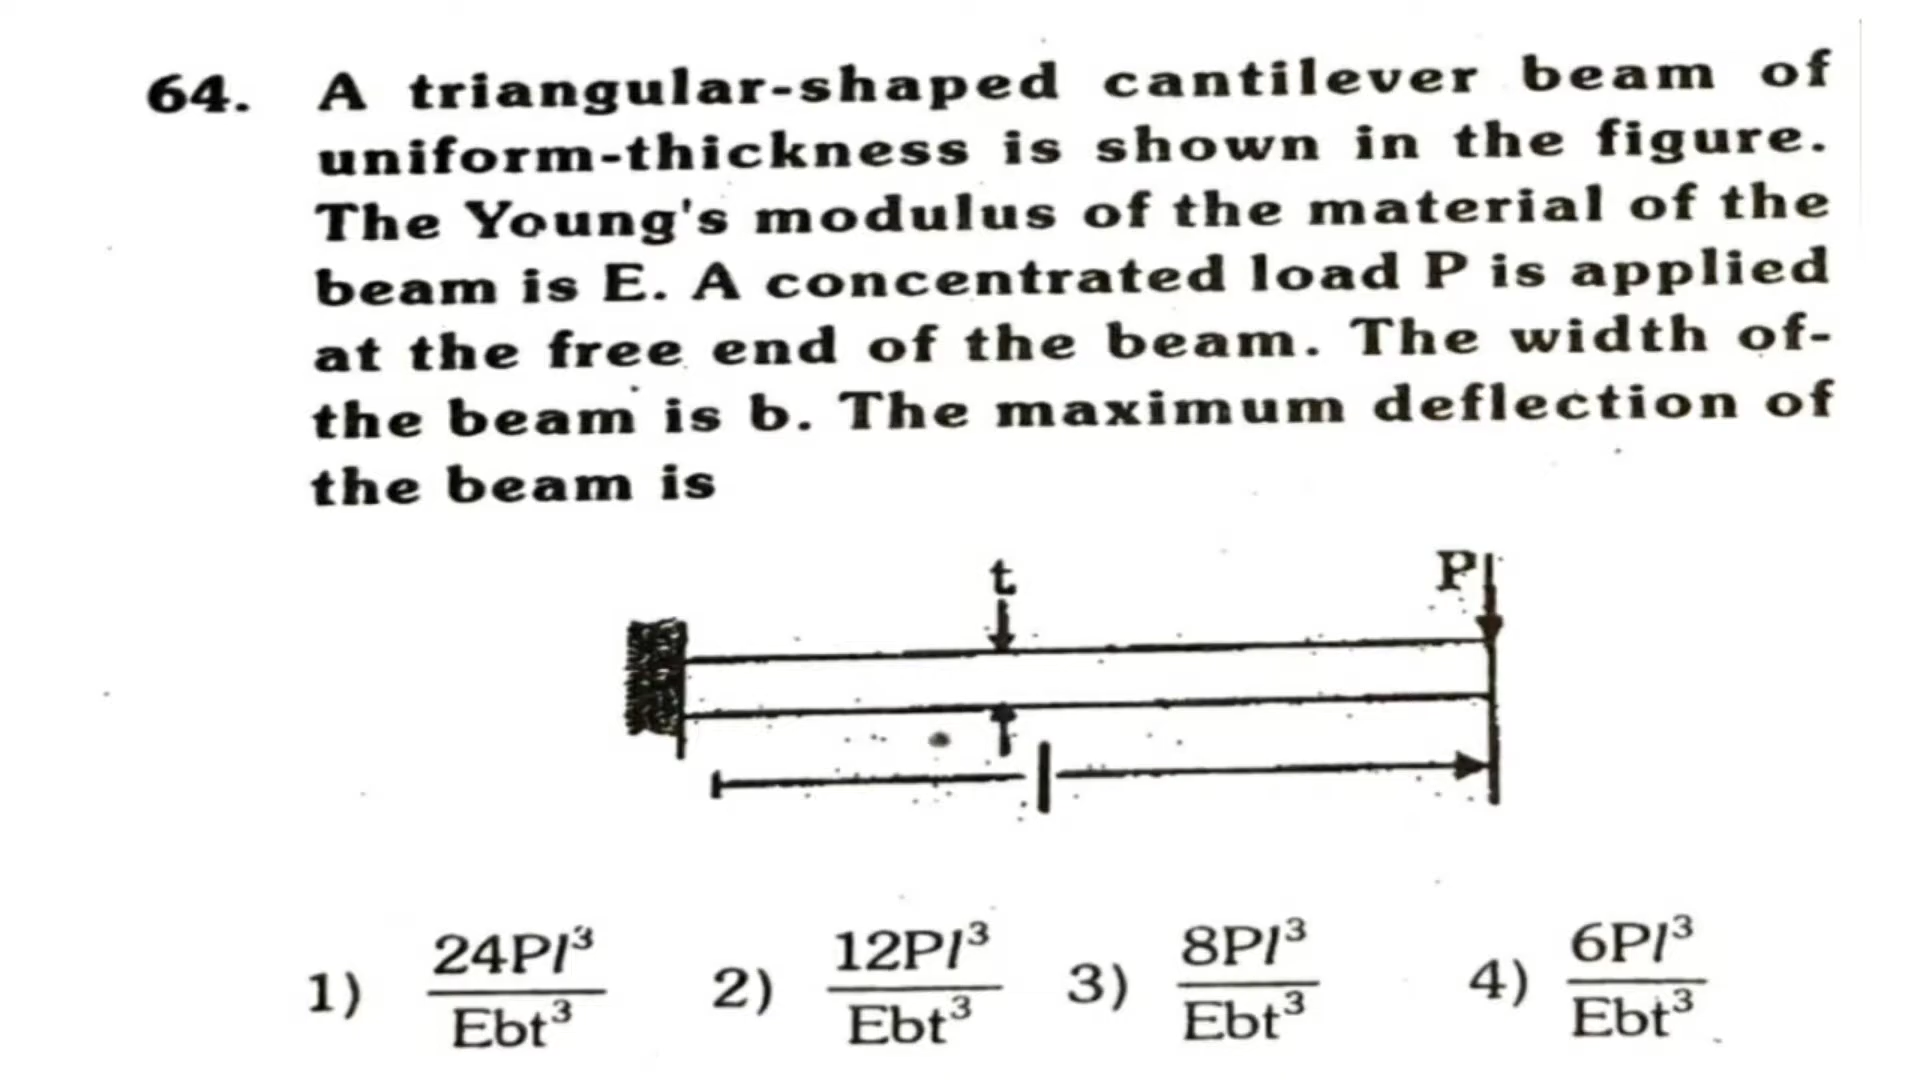 64. A triangular-shaped cantilever beam of
uniform-thickness is shown in the figure.
The Young's modulus of the material of the
beam is E. A concentrated load P is applied
at the free end of the beam. The width of-
the beam is b. The maximum deflection of
the beam is
t P
l
1) 24Pl³/Ebt³ 2) 12Pl³/Ebt³ 3) 8Pl³/Ebt³ 4) 6Pl³/Ebt³